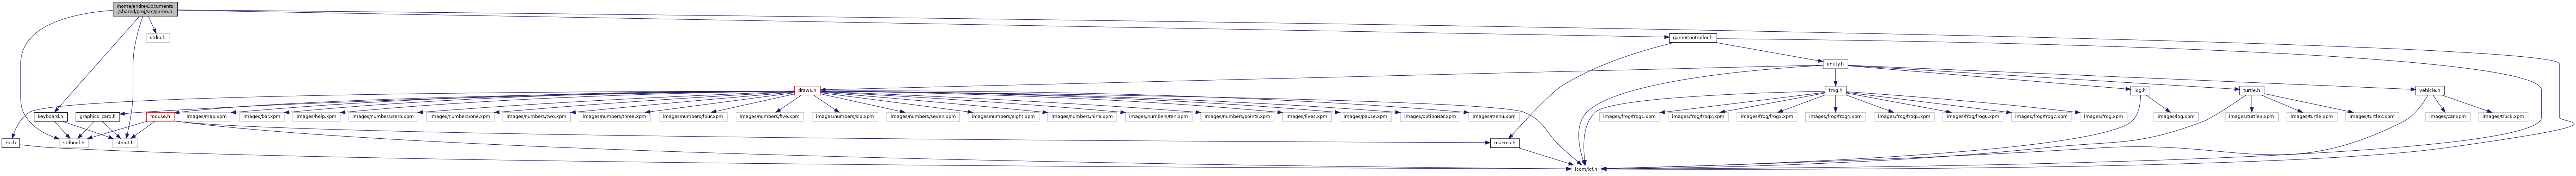 /home/andre/Documents
/shared/proj/src/game.h
stdio.h
gameController.h
entity.h
draws.h
frog.h
log.h
turtle.h
vehicle.h
keyboard.h
graphics_card.h
mouse.h
images/map.xpm
images/bar.xpm
images/help.xpm
images/numbers/zero.xpm
images/numbers/one.xpm
images/numbers/two.xpm
images/numbers/three.xpm
images/numbers/four.xpm
images/numbers/five.xpm
images/numbers/six.xpm
images/numbers/seven.xpm
images/numbers/eight.xpm
images/numbers/nine.xpm
images/numbers/ten.xpm
images/numbers/points.xpm
images/lives.xpm
images/pause.xpm
images/optionBar.xpm
images/menu.xpm
images/frog/frog1.xpm
images/frog/frog2.xpm
images/frog/frog3.xpm
images/frog/frog4.xpm
images/frog/frog5.xpm
images/frog/frog6.xpm
images/frog/frog7.xpm
images/frog.xpm
images/log.xpm
images/turtle3.xpm
images/turtle.xpm
images/turtle2.xpm
images/car.xpm
images/truck.xpm
rtc.h
stdbool.h
stdint.h
macros.h
lcom/lcf.h